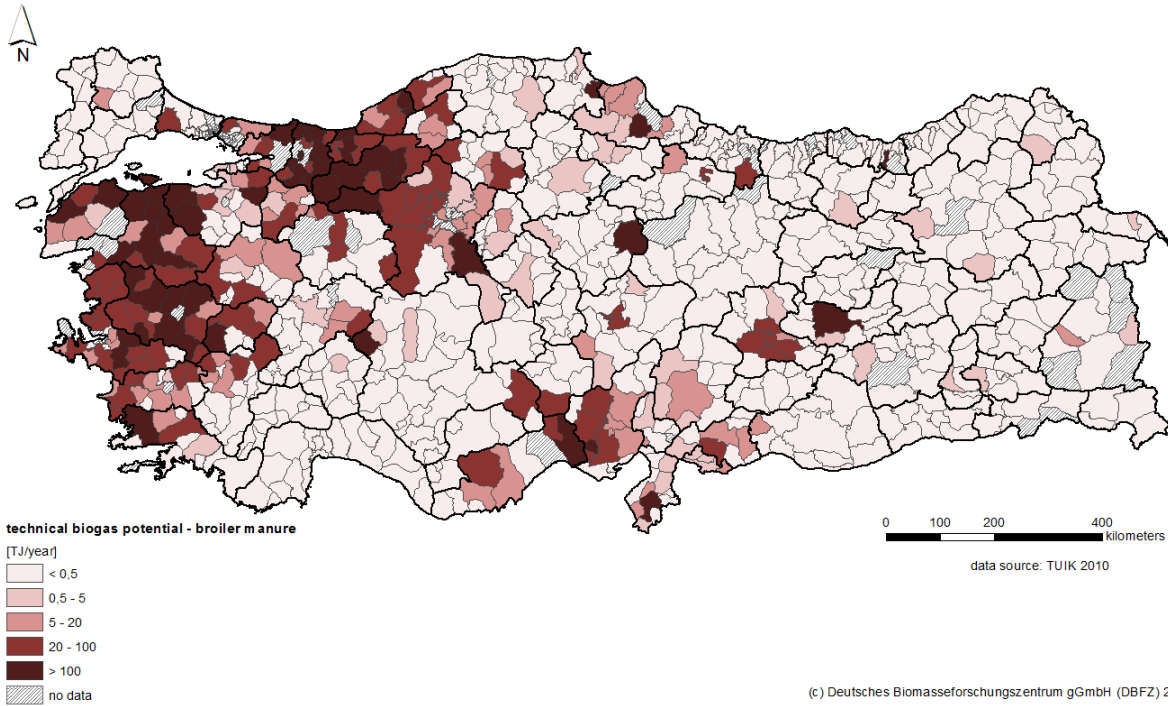 N
technical biogas potential - broiler manure
[TJ/year]
< 0,5
0,5 - 5
5 - 20
20 - 100
> 100
no data
0 100 200 400
kilometers
data source: TUIK 2010
(c) Deutsches Biomasseforschungszentrum gGmbH (DBFZ) 2